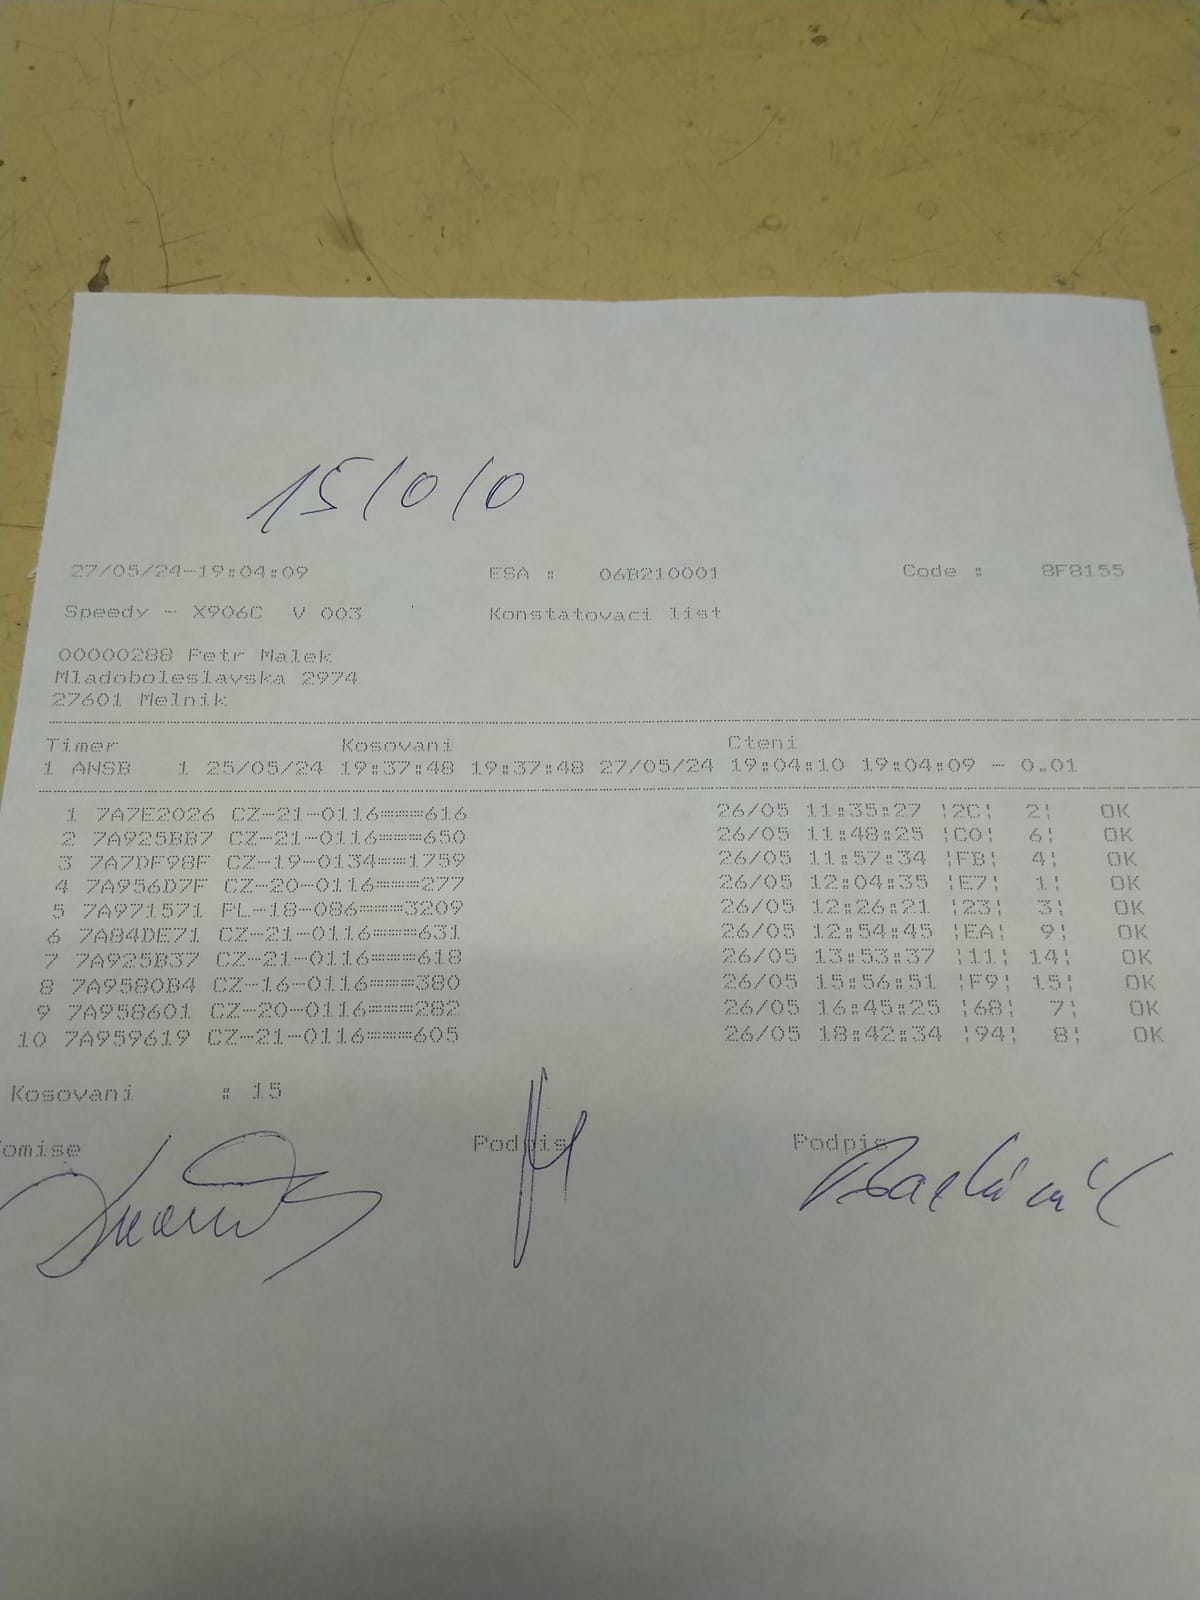 15/0/0
27/05/24-19:04:09 ESA : 06B210001 Code : 8F8155
Speedy - X906C V 003 Konstatovaci list
00000288 Petr Malek
Mladoboleslavska 2974
27601 Melnik
Timer Kosovani Cteni
1 ANSB 1 25/05/24 19:37:48 19:37:48 27/05/24 19:04:10 19:04:09 - 0.01
1 7A7E2026 CZ-21-0116===616 26/05 11:35:27 ¦2C¦ 2¦ OK
2 7A925BB7 CZ-21-0116===650 26/05 11:48:25 ¦C0¦ 6¦ OK
3 7A7DF98F CZ-19-0134==1759 26/05 11:57:34 ¦FB¦ 4¦ OK
4 7A956D7F CZ-20-0116===277 26/05 12:04:35 ¦E7¦ 1¦ OK
5 7A971571 PL-18-086===3209 26/05 12:26:21 ¦23¦ 3¦ OK
6 7A84DE71 CZ-21-0116===631 26/05 12:54:45 ¦EA¦ 9¦ OK
7 7A925B37 CZ-21-0116===618 26/05 13:53:37 ¦11¦ 14¦ OK
8 7A9580B4 CZ-16-0116===380 26/05 15:56:51 ¦F9¦ 15¦ OK
9 7A958601 CZ-20-0116===282 26/05 16:45:25 ¦68¦ 7¦ OK
10 7A959619 CZ-21-0116===605 26/05 18:42:34 ¦94¦ 8¦ OK
Kosovani : 15
omise Podpis Podpis